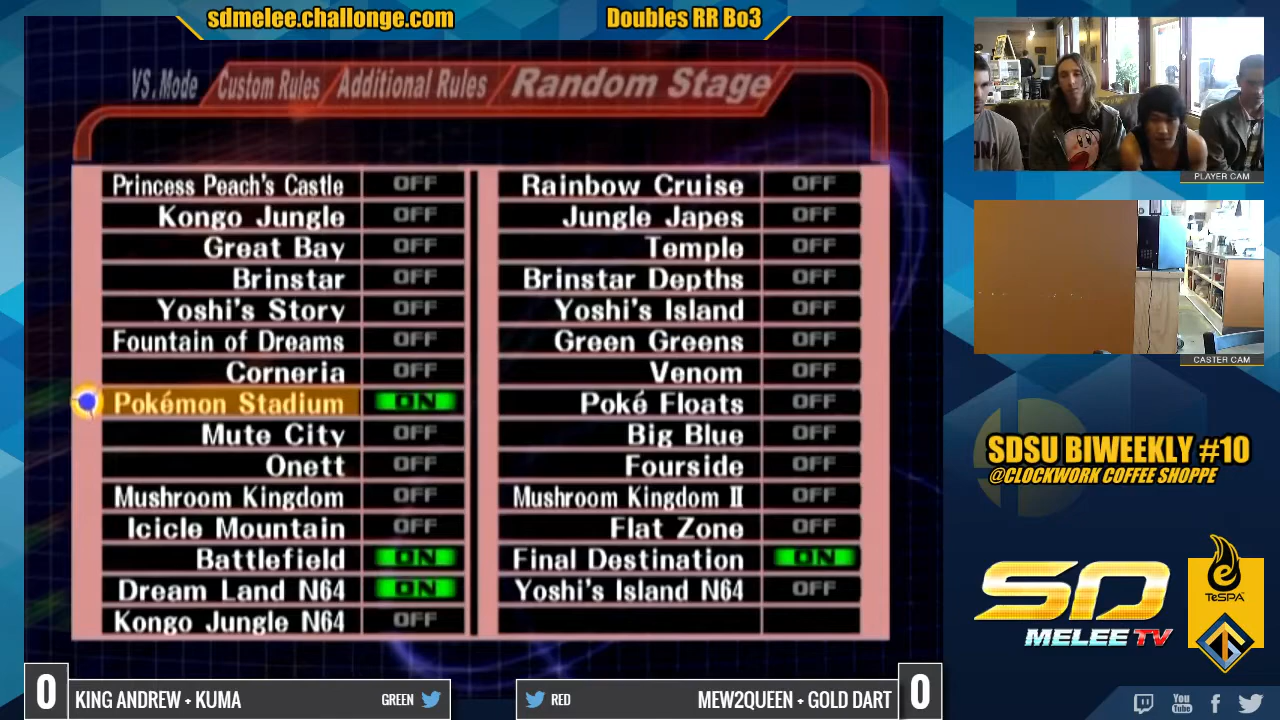 sdmelee.challonge.com
Doubles RR Bo3
VS. Mode
Custom Rules
Additional Rules
Random Stage
Princess Peach's Castle OFF
Kongo Jungle OFF
Great Bay OFF
Brinstar OFF
Yoshi's Story OFF
Fountain of Dreams OFF
Corneria OFF
Pokémon Stadium ON
Mute City OFF
Onett OFF
Mushroom Kingdom OFF
Icicle Mountain OFF
Battlefield ON
Dream Land N64 ON
Kongo Jungle N64 OFF
Rainbow Cruise OFF
Jungle Japes OFF
Temple OFF
Brinstar Depths OFF
Yoshi's Island OFF
Green Greens OFF
Venom OFF
Poké Floats OFF
Big Blue OFF
Fourside OFF
Mushroom Kingdom II OFF
Flat Zone OFF
Final Destination ON
Yoshi's Island N64 OFF
PLAYER CAM
CASTER CAM
SDSU BIWEEKLY #10
@CLOCKWORK COFFEE SHOPPE
SD
MELEE TV
TeSPA
You Tube
0 KING ANDREW + KUMA GREEN
RED MEW2QUEEN + GOLD DART 0